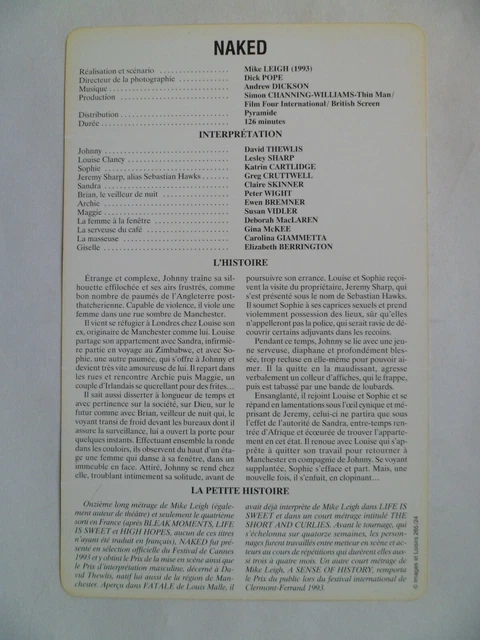 NAKED
Réalisation et scénario .................. Mike LEIGH (1993)
Directeur de la photographie ............. Dick POPE
Musique .................. Andrew DICKSON
Production .................. Simon CHANNING-WILLIAMS-Thin Man/
Film Four International/ British Screen
Distribution .................. Pyramide
Durée .................. 126 minutes
INTERPRÉTATION
Johnny .................. David THEWLIS
Louise Clancy .................. Lesley SHARP
Sophie .................. Katrin CARTLIDGE
Jeremy Sharp, alias Sebastian Hawks ....... Greg CRUTTWELL
Sandra .................. Claire SKINNER
Brian, le veilleur de nuit .................. Peter WIGHT
Archie .................. Ewen BREMNER
Maggie .................. Susan VIDLER
La femme à la fenêtre .................. Deborah MacLAREN
La serveuse du café .................. Gina McKEE
La masseuse .................. Carolina GIAMMETTA
Giselle .................. Elizabeth BERRINGTON
L'HISTOIRE
Étrange et complexe, Johnny traîne sa sil-
houette effilochée et ses airs frustrés, comme
bon nombre de paumés de l'Angleterre post-
thatcherienne. Capable de violence, il viole une
femme dans une rue sombre de Manchester.
Il vient se réfugier à Londres chez Louise son
ex, originaire de Manchester comme lui. Louise
partage son appartement avec Sandra, infirmiè-
re partie en voyage au Zimbabwe, et avec So-
phie, une autre paumée, qui s'offre à Johnny et
devient très vite amoureuse de lui. Il repart dans
les rues et rencontre Archie puis Maggie, un
couple d'Irlandais se querellant pour des frites...
Il sait aussi disserter à longueur de temps et
avec pertinence sur la société, sur Dieu, sur le
futur comme avec Brian, veilleur de nuit qui, le
voyant transi de froid devant les bureaux dont il
assure la surveillance, lui a ouvert la porte pour
quelques instants. Effectuant ensemble la ronde
dans les couloirs, ils observent du haut d'un éta-
ge une femme qui danse à sa fenêtre, dans un
immeuble en face. Attiré, Johnny se rend chez
elle, troublant intimement sa solitude, avant de
poursuivre son errance. Louise et Sophie reçoi-
vent la visite du propriétaire, Jeremy Sharp, qui
s'est présenté sous le nom de Sebastian Hawks.
Il soumet Sophie à ses caprices sexuels et prend
violemment possession des lieux, sûr qu'elles
n'appelleront pas la police, qui serait ravie de dé-
couvrir certains adjuvants dans les recoins.
Pendant ce temps, Johnny se lie avec une jeu-
ne serveuse, diaphane et profondément bles-
sée, trop recluse en elle-même pour pouvoir ai-
mer. Il la quitte en la maudissant, agresse
verbalement un colleur d'affiches, qui le frappe,
puis est tabassé par une bande de loubards.
Ensanglanté, il rejoint Louise et Sophie et se
répand en lamentations sous l'œil cynique et mé-
prisant de Jeremy, celui-ci ne partira que sous
l'effet de l'autorité de Sandra, entre-temps ren-
trée d'Afrique et écœurée de trouver l'apparte-
ment en cet état. Il renoue avec Louise qui s'ap-
prête à quitter son travail pour retourner à
Manchester en compagnie de Johnny. Se voyant
supplantée, Sophie s'efface et part. Mais, une
nouvelle fois, il s'enfuit, en clopinant...
LA PETITE HISTOIRE
Onzième long métrage de Mike Leigh (égale-
ment auteur de théâtre) et seulement le quatrième
sorti en France (après BLEAK MOMENTS, LIFE
IS SWEET et HIGH HOPES, aucun de ces titres
n'ayant été traduit en français), NAKED fut pré-
senté en sélection officielle du Festival de Cannes
1993 et y obtint le Prix de la mise en scène ainsi que
le Prix d'interprétation masculine, décerné à Da-
vid Thewlis, natif lui aussi de la région de Man-
chester. Aperçu dans FATALE de Louis Malle, il
avait déjà interprète de Mike Leigh dans LIFE IS
SWEET et dans un court métrage intitulé THE
SHORT AND CURLIES. Avant le tournage, qui
s'échelonna sur quatorze semaines, les person-
nages furent travaillés entre metteur en scène et ac-
teurs au cours de répétitions qui durèrent elles aus-
si trois à quatre mois. Un autre court métrage de
Mike Leigh, A SENSE OF HISTORY, remporta
le Prix du public lors du festival international de
Clermont-Ferrand 1993.
© Images et Loisirs 265/24